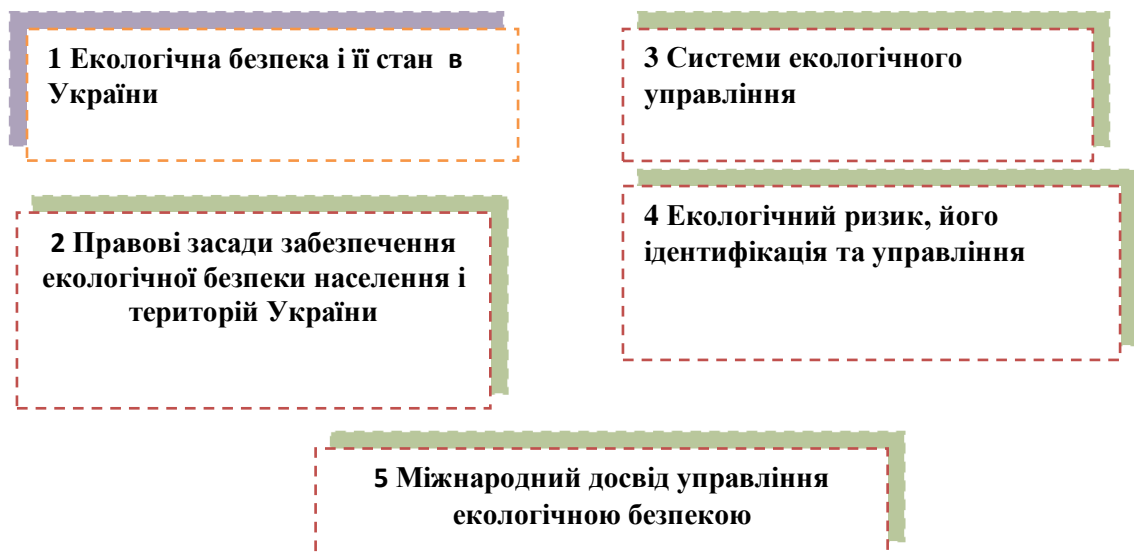 1 Екологічна безпека і її стан в
України
2 Правові засади забезпечення
екологічної безпеки населення і
територій України
3 Системи екологічного
управління
4 Екологічний ризик, його
ідентифікація та управління
5 Міжнародний досвід управління
екологічною безпекою